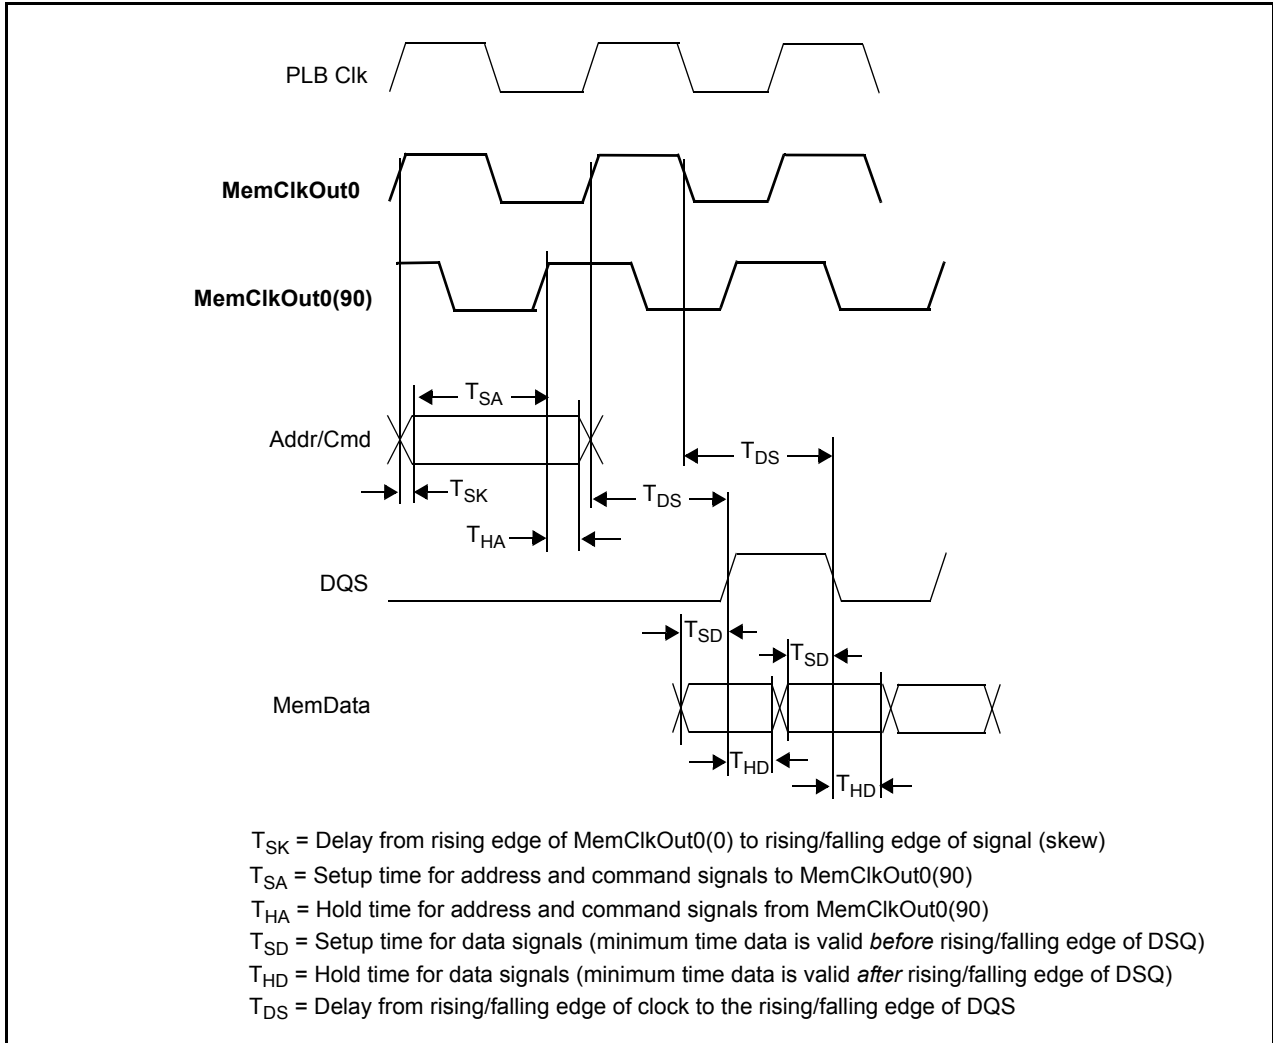 PLB Clk
MemClkOut0
MemClkOut0(90)
TSA
Addr/Cmd
TDS
TSK
TDS
THA
DQS
TSD
TSD
MemData
THD
THD
TSK = Delay from rising edge of MemClkOut0(0) to rising/falling edge of signal (skew)
TSA = Setup time for address and command signals to MemClkOut0(90)
THA = Hold time for address and command signals from MemClkOut0(90)
TSD = Setup time for data signals (minimum time data is valid before rising/falling edge of DSQ)
THD = Hold time for data signals (minimum time data is valid after rising/falling edge of DSQ)
TDS = Delay from rising/falling edge of clock to the rising/falling edge of DQS